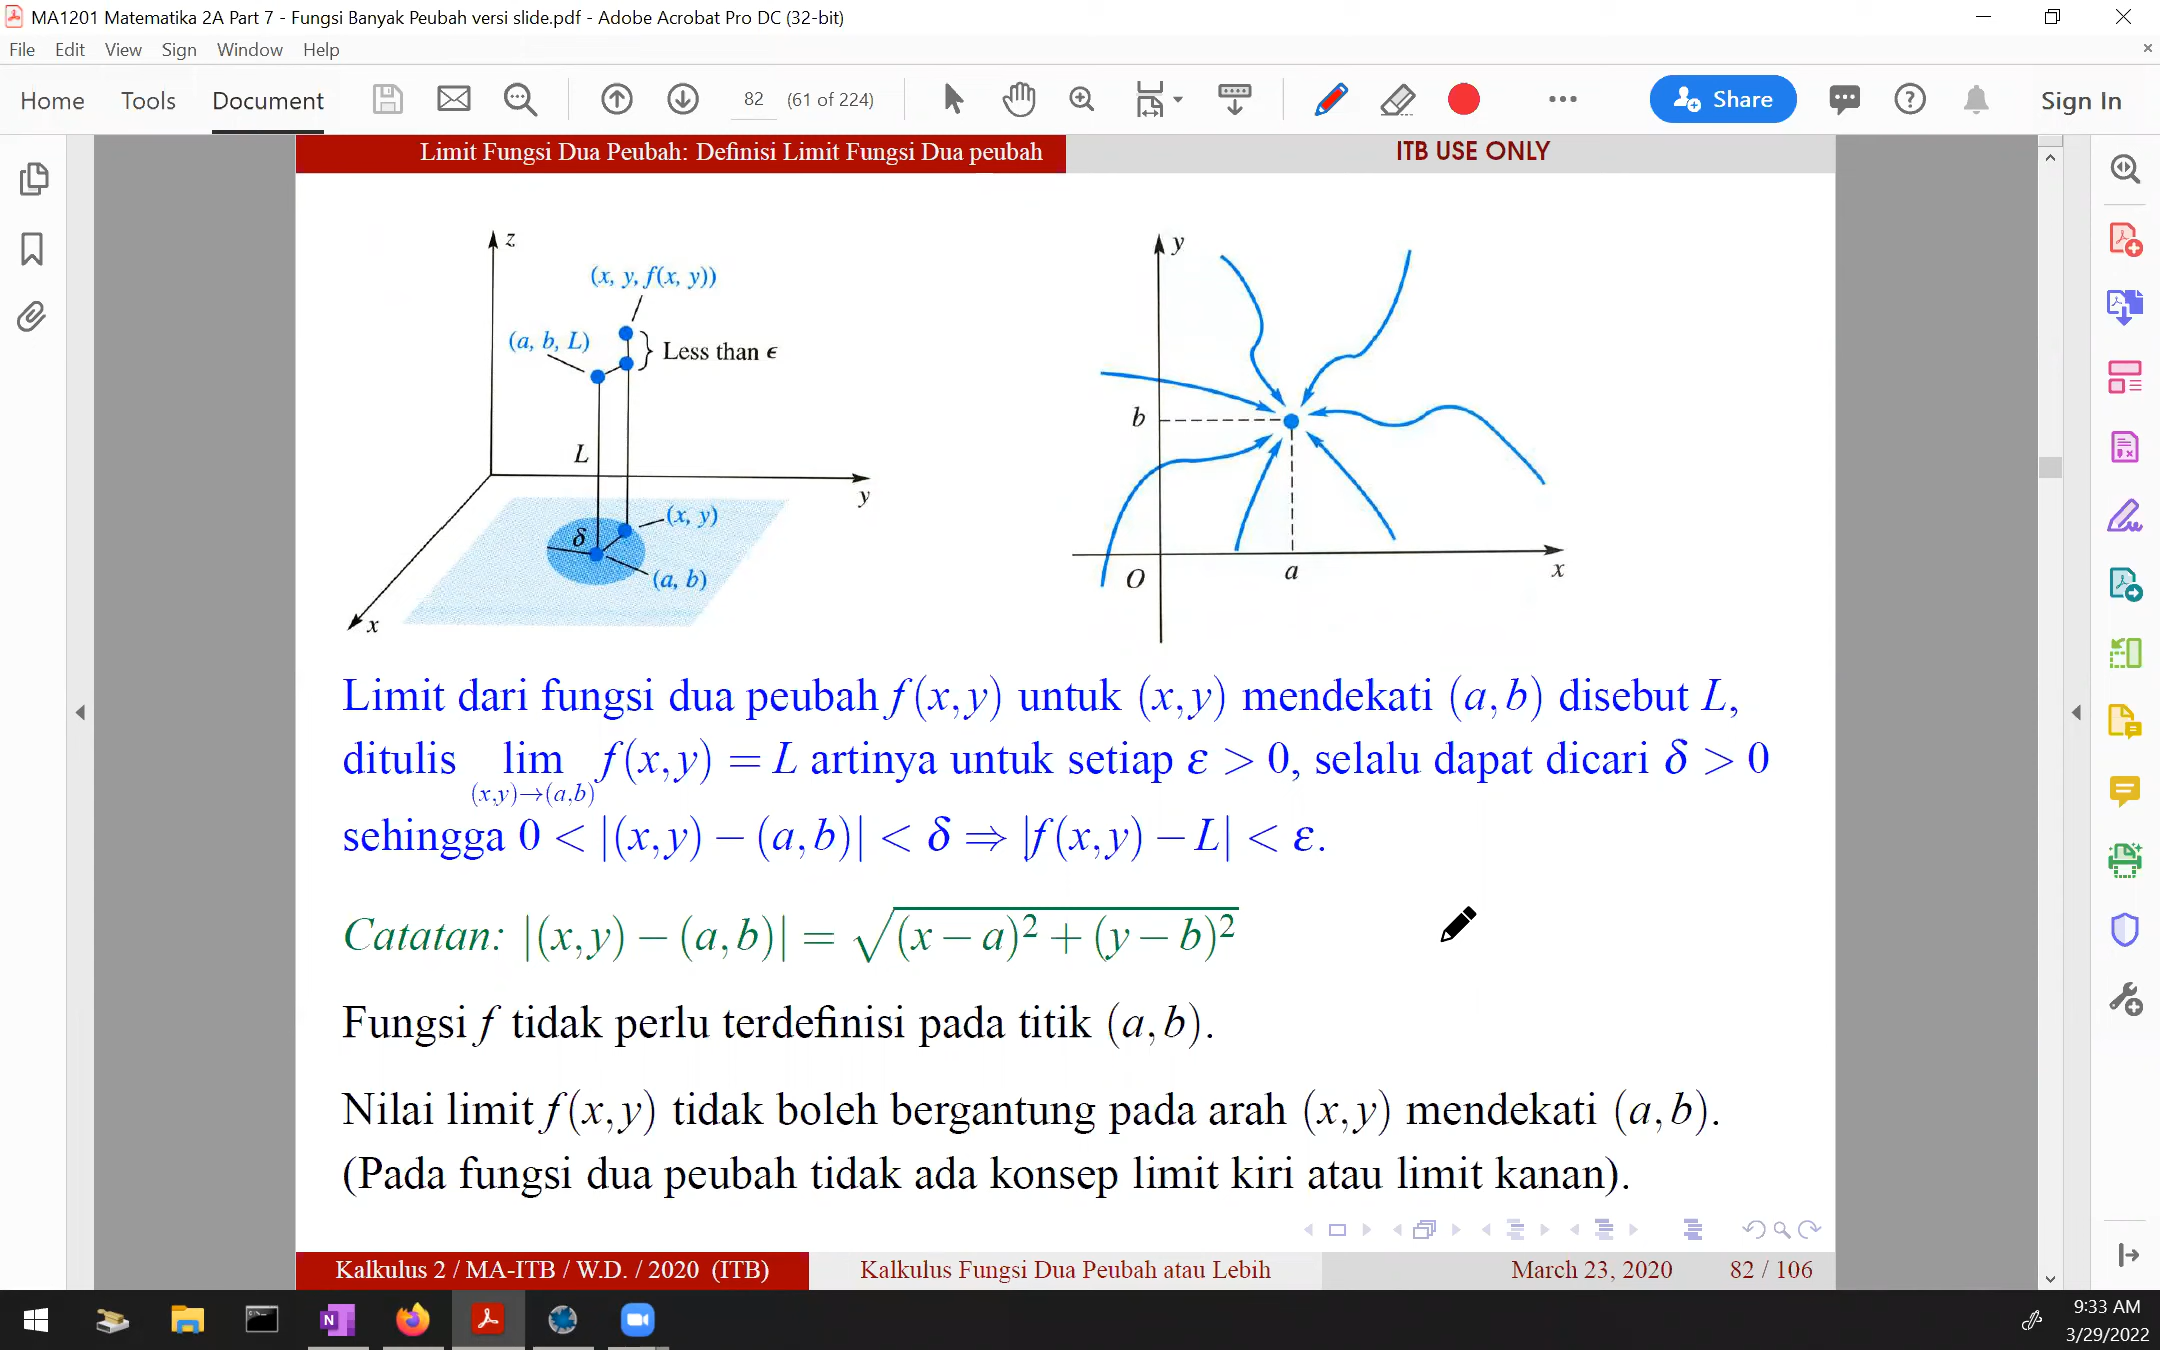 MA1201 Matematika 2A Part 7 - Fungsi Banyak Peubah versi slide.pdf - Adobe Acrobat Pro DC (32-bit)
File Edit View Sign Window Help
Home Tools Document 82 (61 of 224) Share Sign In
Limit Fungsi Dua Peubah: Definisi Limit Fungsi Dua peubah ITB USE ONLY
z
(x, y, f(x, y))
(a, b, L)
Less than ϵ
L
y
δ
(x, y)
(a, b)
x
y
b
O
a
x
Limit dari fungsi dua peubah f(x,y) untuk (x,y) mendekati (a,b) disebut L,
ditulis lim f(x,y) = L artinya untuk setiap ε > 0, selalu dapat dicari δ > 0
(x,y)→(a,b)
sehingga 0 < |(x,y) − (a,b)| < δ ⇒ |f(x,y) − L| < ε.
Catatan: |(x,y) − (a,b)| = √(x − a)² + (y − b)²
Fungsi f tidak perlu terdefinisi pada titik (a,b).
Nilai limit f(x,y) tidak boleh bergantung pada arah (x,y) mendekati (a,b).
(Pada fungsi dua peubah tidak ada konsep limit kiri atau limit kanan).
Kalkulus 2 / MA-ITB / W.D. / 2020 (ITB) Kalkulus Fungsi Dua Peubah atau Lebih March 23, 2020 82 / 106
9:33 AM
3/29/2022